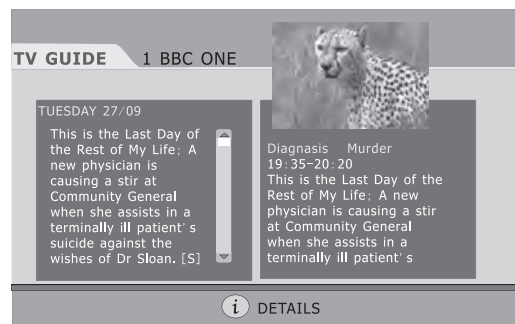 TV GUIDE 1 BBC ONE
TUESDAY 27/09
This is the Last Day of
the Rest of My Life: A
new physician is
causing a stir at
Community General
when she assists in a
terminally ill patient's
suicide against the
wishes of Dr Sloan. [S]
Diagnasis Murder
19:35-20:20
This is the Last Day of the
Rest of My Life: A new
physician is causing a stir
at Community General
when she assists in a
terminally ill patient's
i DETAILS